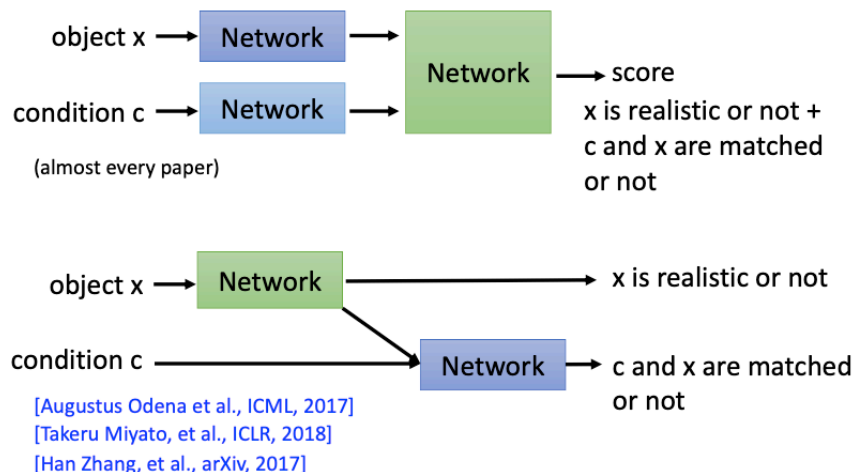 object x
Network
Network
score
condition c
Network
x is realistic or not +
c and x are matched
or not
(almost every paper)
object x
Network
x is realistic or not
condition c
Network
c and x are matched
or not
[Augustus Odena et al., ICML, 2017]
[Takeru Miyato, et al., ICLR, 2018]
[Han Zhang, et al., arXiv, 2017]